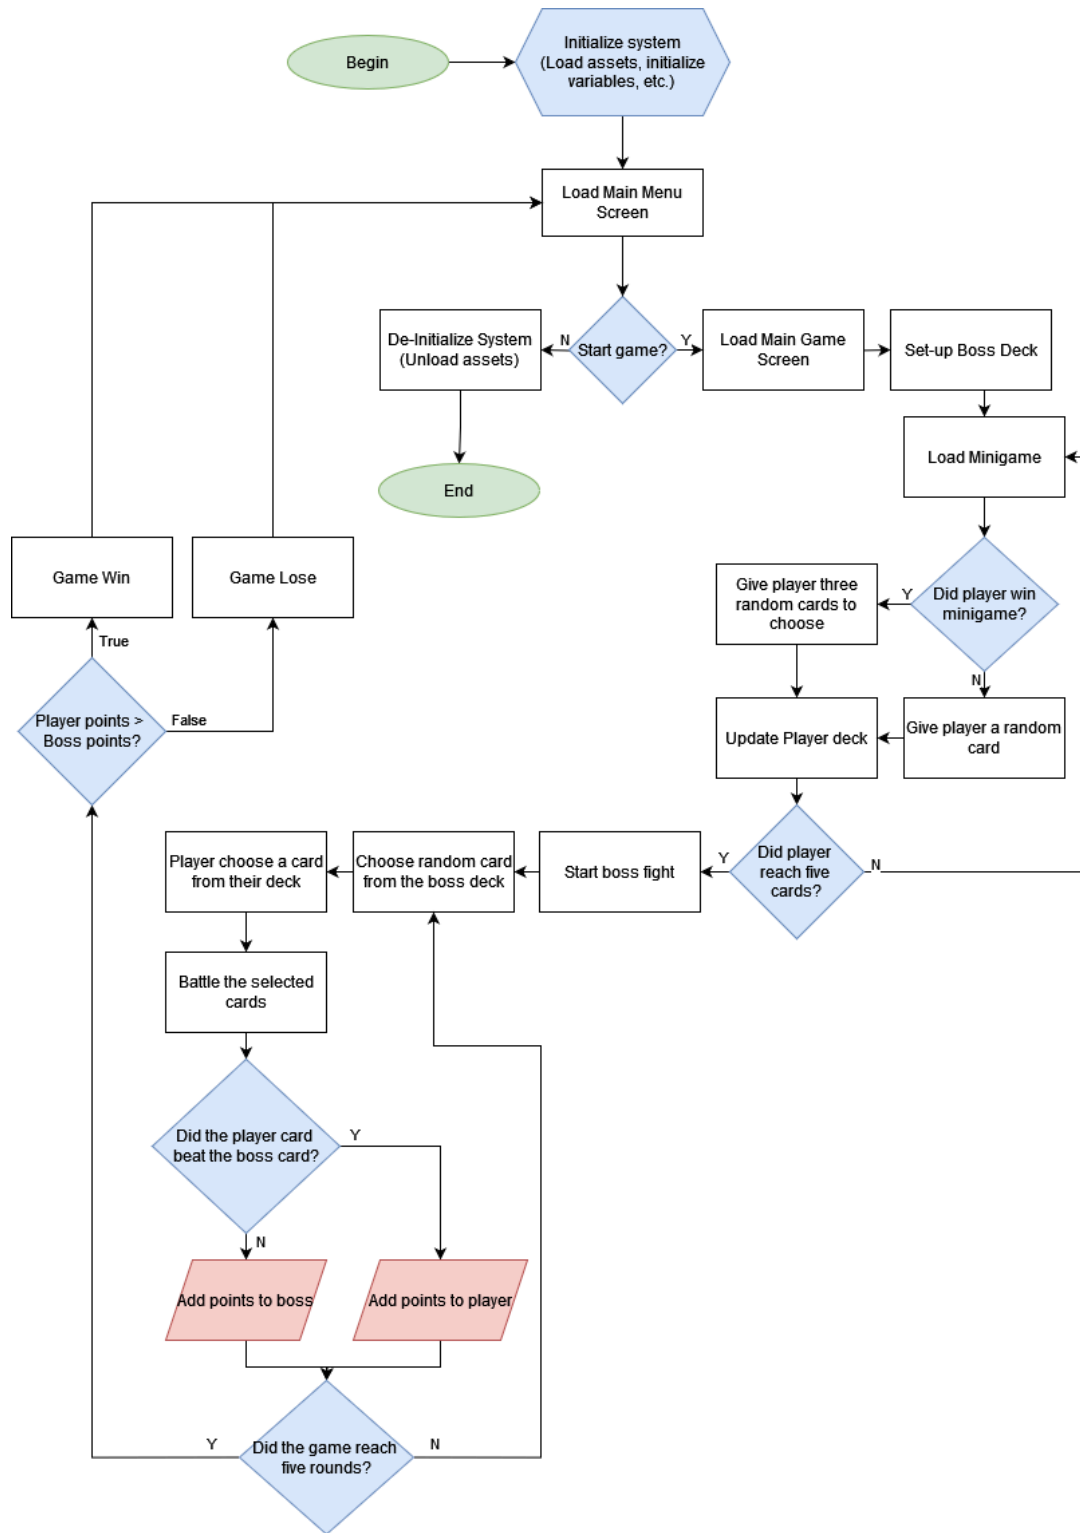 Begin
Initialize system
(Load assets, initialize
variables, etc.)
Load Main Menu
Screen
De-Initialize System
(Unload assets)
N
Start game?
Y
Load Main Game
Screen
Set-up Boss Deck
Load Minigame
End
Game Win
Game Lose
Give player three
random cards to
choose
Y
Did player win
minigame?
N
True
Player points >
Boss points?
False
Update Player deck
Give player a random
card
Player choose a card
from their deck
Choose random card
from the boss deck
Start boss fight
Y
Did player
reach five
cards?
N
Battle the selected
cards
Did the player card
beat the boss card?
Y
N
Add points to boss
Add points to player
Y
Did the game reach
five rounds?
N